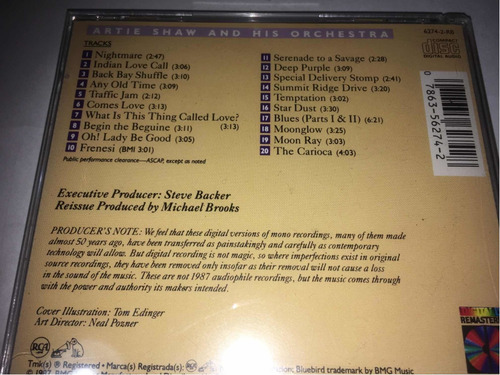 ARTIE SHAW AND HIS ORCHESTRA
6274-2-RB
TRACKS
1 Nightmare (2:47)
2 Indian Love Call (3:06)
3 Back Bay Shuffle (3:10)
4 Any Old Time (3:09)
5 Traffic Jam (2:12)
6 Comes Love (3:13)
7 What Is This Thing Called Love?
(3:13)
8 Begin the Beguine (3:11)
9 Oh! Lady Be Good (3:05)
10 Frenesi (BMI 3:01)
Public performance clearance—ASCAP, except as noted
11 Serenade to a Savage (2:28)
12 Deep Purple (3:09)
13 Special Delivery Stomp (2:41)
14 Summit Ridge Drive (3:20)
15 Temptation (3:02)
16 Star Dust (3:30)
17 Blues (Parts I & II) (6:21)
18 Moonglow (3:25)
19 Moon Ray (3:03)
20 The Carioca (4:03)
COMPACT
disc
DIGITAL AUDIO
0 7863-56274-2
Executive Producer: Steve Backer
Reissue Produced by Michael Brooks
PRODUCER'S NOTE: We feel that these digital versions of mono recordings, many of them made
almost 50 years ago, have been transferred as painstakingly and carefully as contemporary
technology will allow. But digital recording is not magic, so where imperfections exist in original
source recordings, they have been removed only insofar as their removal will not cause a loss
in the sound of the music. These are not 1987 audiophile recordings, but the music comes through
with the power and authority its makers intended.
Cover Illustration: Tom Edinger
Art Director: Neal Pozner
DIGITAL
REMASTER
RCA
Tmk(s) ® Registered • Marca(s) Registrada(s)
Bluebird trademark by BMG Music
© 1987, BMG